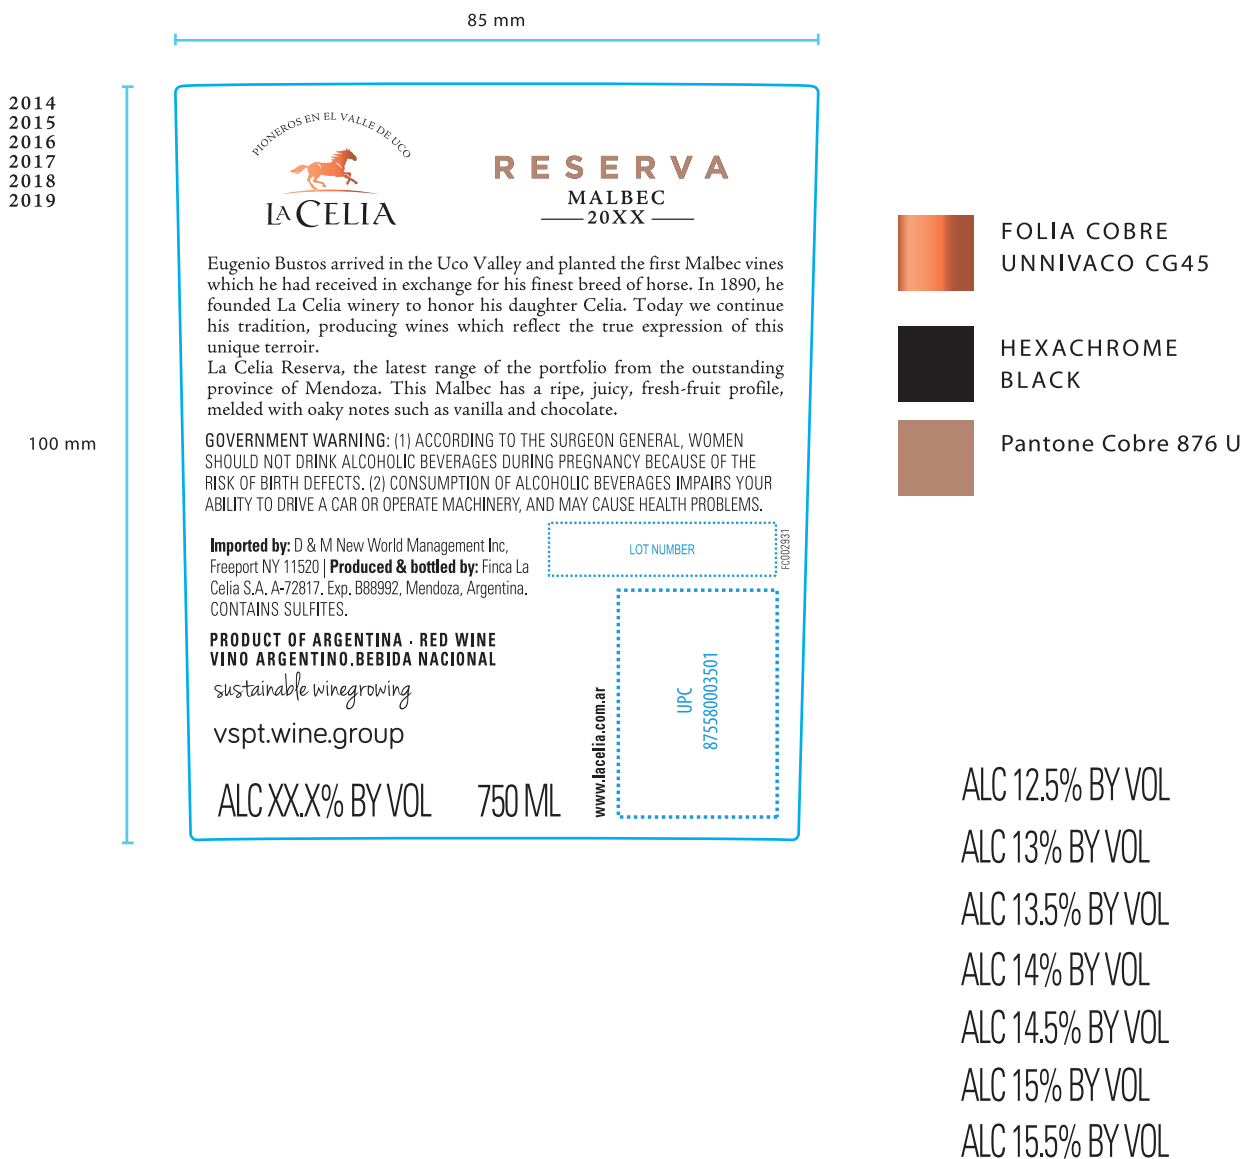 85 mm
2014
2015
2016
2017
2018
2019
100 mm
PIONEROS EN EL VALLE DE UCO
LA CELIA
RESERVA
MALBEC
20XX
Eugenio Bustos arrived in the Uco Valley and planted the first Malbec vines
which he had received in exchange for his finest breed of horse. In 1890, he
founded La Celia winery to honor his daughter Celia. Today we continue
his tradition, producing wines which reflect the true expression of this
unique terroir.
La Celia Reserva, the latest range of the portfolio from the outstanding
province of Mendoza. This Malbec has a ripe, juicy, fresh-fruit profile,
melded with oaky notes such as vanilla and chocolate.
GOVERNMENT WARNING: (1) ACCORDING TO THE SURGEON GENERAL, WOMEN
SHOULD NOT DRINK ALCOHOLIC BEVERAGES DURING PREGNANCY BECAUSE OF THE
RISK OF BIRTH DEFECTS. (2) CONSUMPTION OF ALCOHOLIC BEVERAGES IMPAIRS YOUR
ABILITY TO DRIVE A CAR OR OPERATE MACHINERY, AND MAY CAUSE HEALTH PROBLEMS.
Imported by: D & M New World Management Inc,
Freeport NY 11520 | Produced & bottled by: Finca La
Celia S.A. A-72817. Exp. B88992, Mendoza, Argentina.
CONTAINS SULFITES.
PRODUCT OF ARGENTINA · RED WINE
VINO ARGENTINO.BEBIDA NACIONAL
sustainable winegrowing
vspt.wine.group
ALC XX.X% BY VOL 750 ML
LOT NUMBER
FC002931
www.lacelia.com.ar
UPC
875580003501
FOLIA COBRE
UNNIVACO CG45
HEXACHROME
BLACK
Pantone Cobre 876 U
ALC 12.5% BY VOL
ALC 13% BY VOL
ALC 13.5% BY VOL
ALC 14% BY VOL
ALC 14.5% BY VOL
ALC 15% BY VOL
ALC 15.5% BY VOL